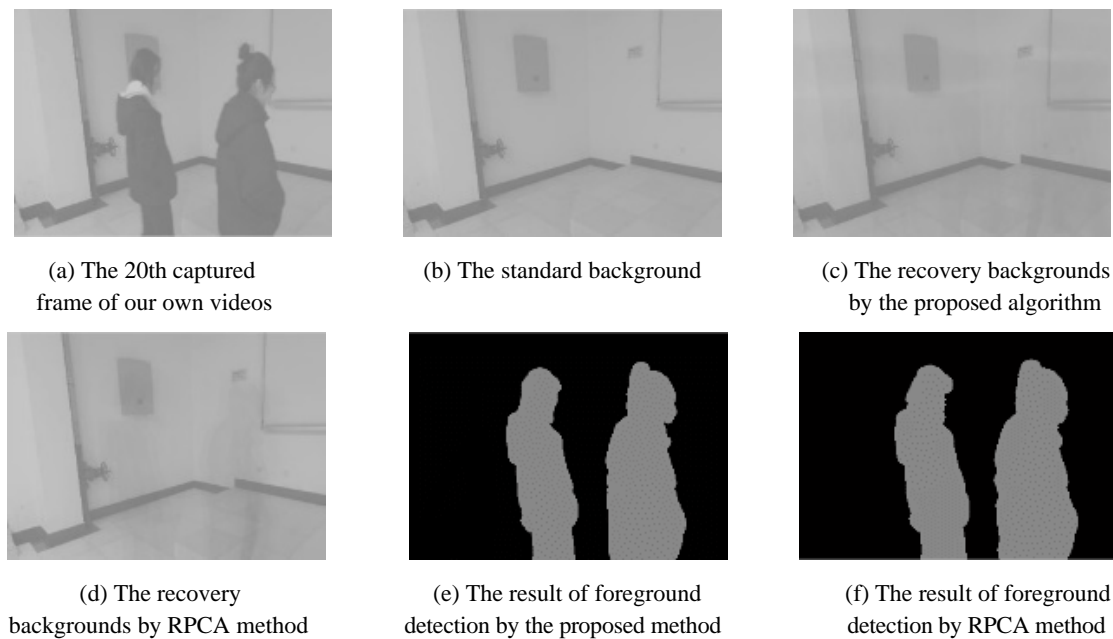 (a) The 20th captured
frame of our own videos
(b) The standard background
(c) The recovery backgrounds
by the proposed algorithm
(d) The recovery
backgrounds by RPCA method
(e) The result of foreground
detection by the proposed method
(f) The result of foreground
detection by RPCA method